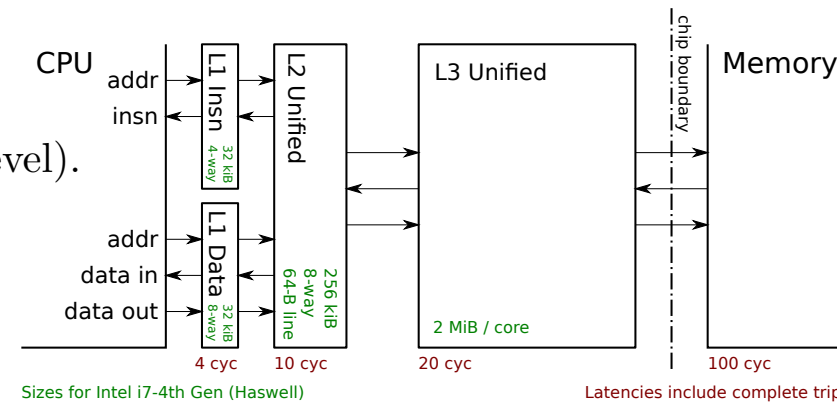 CPU
addr
insn
evel).
addr
data in
data out
L1 Insn
32 kiB
4-way
L1 Data
32 kiB
8-way
L2 Unified
256 kiB
8-way
64-B line
L3 Unified
2 MiB / core
chip boundary
Memory
4 cyc
10 cyc
20 cyc
100 cyc
Sizes for Intel i7-4th Gen (Haswell)
Latencies include complete trip